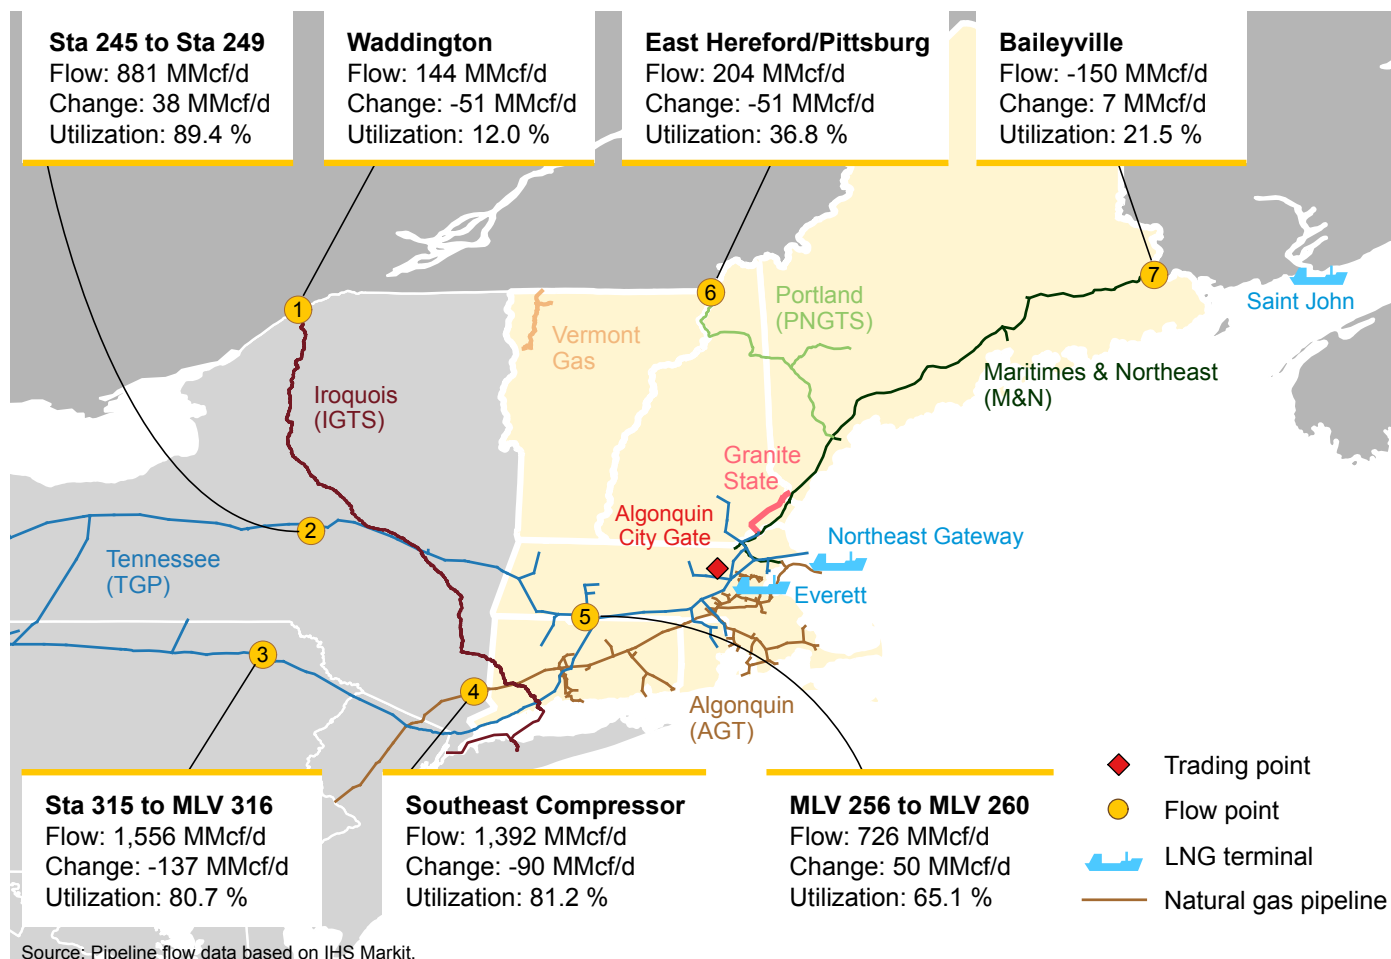 Sta 245 to Sta 249
Flow: 881 MMcf/d
Change: 38 MMcf/d
Utilization: 89.4 %
Waddington
Flow: 144 MMcf/d
Change: -51 MMcf/d
Utilization: 12.0 %
East Hereford/Pittsburg
Flow: 204 MMcf/d
Change: -51 MMcf/d
Utilization: 36.8 %
Baileyville
Flow: -150 MMcf/d
Change: 7 MMcf/d
Utilization: 21.5 %
1
6
7
Saint John
Portland
(PNGTS)
Vermont
Gas
Maritimes & Northeast
(M&N)
Iroquois
(IGTS)
Granite
State
Algonquin
City Gate
2
Northeast Gateway
Tennessee
(TGP)
Everett
5
3
4
Algonquin
(AGT)
Sta 315 to MLV 316
Flow: 1,556 MMcf/d
Change: -137 MMcf/d
Utilization: 80.7 %
Southeast Compressor
Flow: 1,392 MMcf/d
Change: -90 MMcf/d
Utilization: 81.2 %
MLV 256 to MLV 260
Flow: 726 MMcf/d
Change: 50 MMcf/d
Utilization: 65.1 %
Trading point
Flow point
LNG terminal
Natural gas pipeline
Source: Pipeline flow data based on IHS Markit.